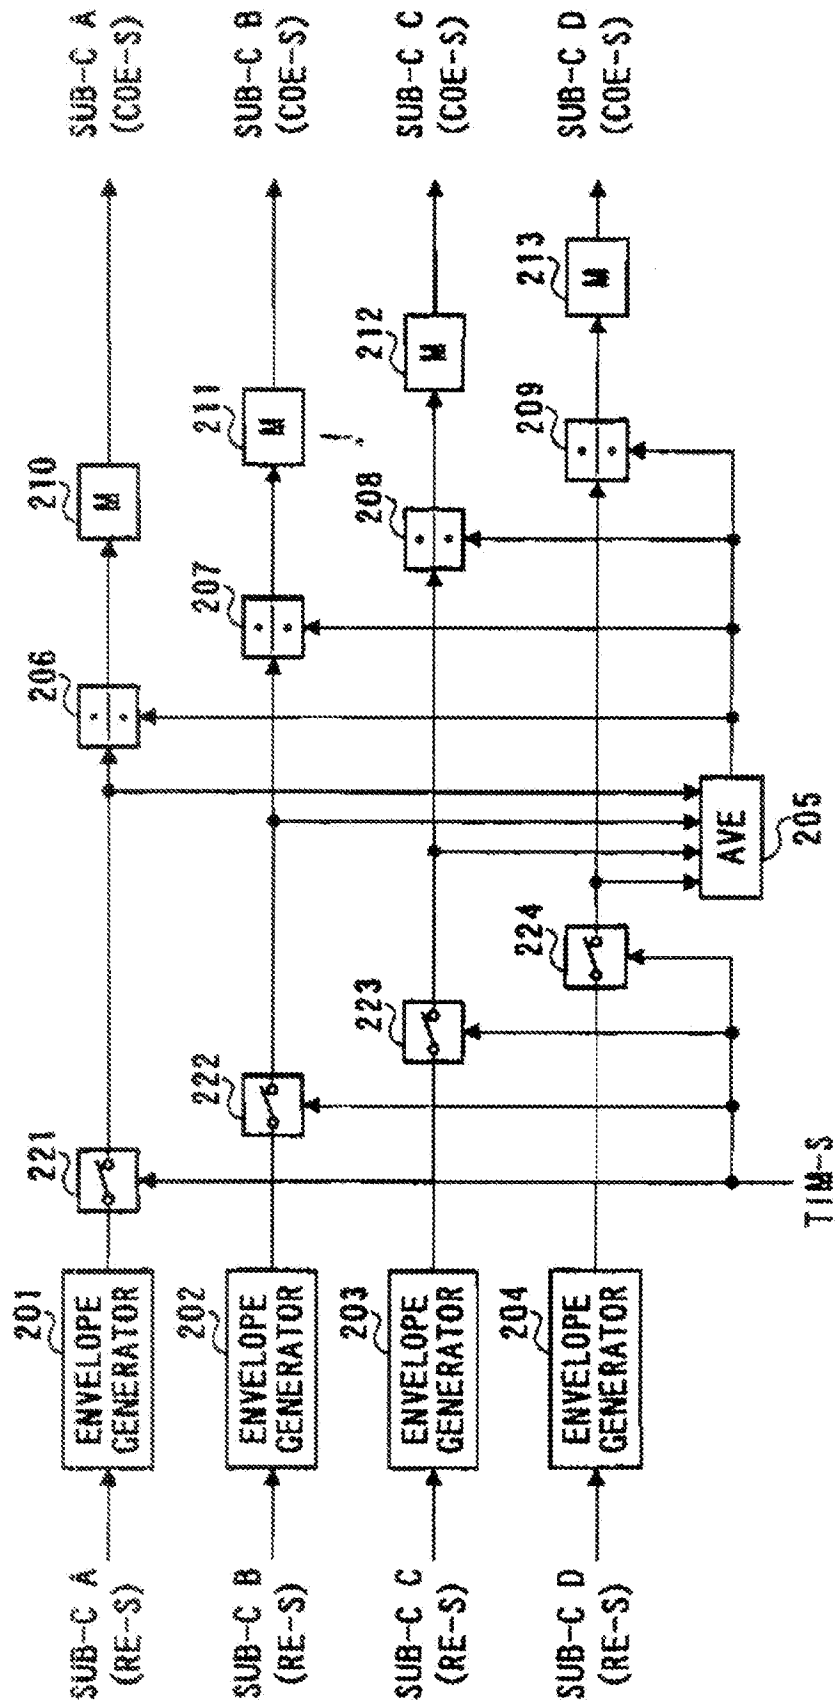 SUB-C A
(RE-S)
201
ENVELOPE
GENERATOR
221
206
210
M
SUB-C A
(COE-S)
SUB-C B
(RE-S)
202
ENVELOPE
GENERATOR
222
207
211
M
SUB-C B
(COE-S)
SUB-C C
(RE-S)
203
ENVELOPE
GENERATOR
223
208
212
M
SUB-C C
(COE-S)
SUB-C D
(RE-S)
204
ENVELOPE
GENERATOR
224
209
213
M
SUB-C D
(COE-S)
AVE
205
TIM-S